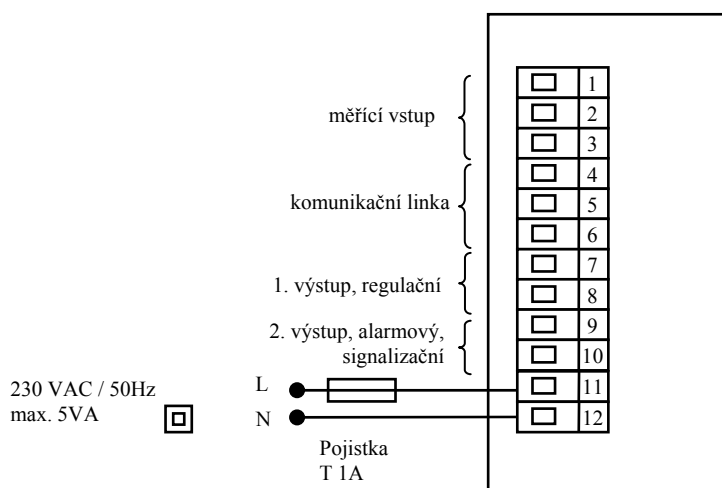 měřící vstup
komunikační linka
1. výstup, regulační
2. výstup, alarmový,
signalizační
1
2
3
4
5
6
7
8
9
10
11
12
230 VAC / 50Hz
max. 5VA
L
N
Pojistka
T 1A